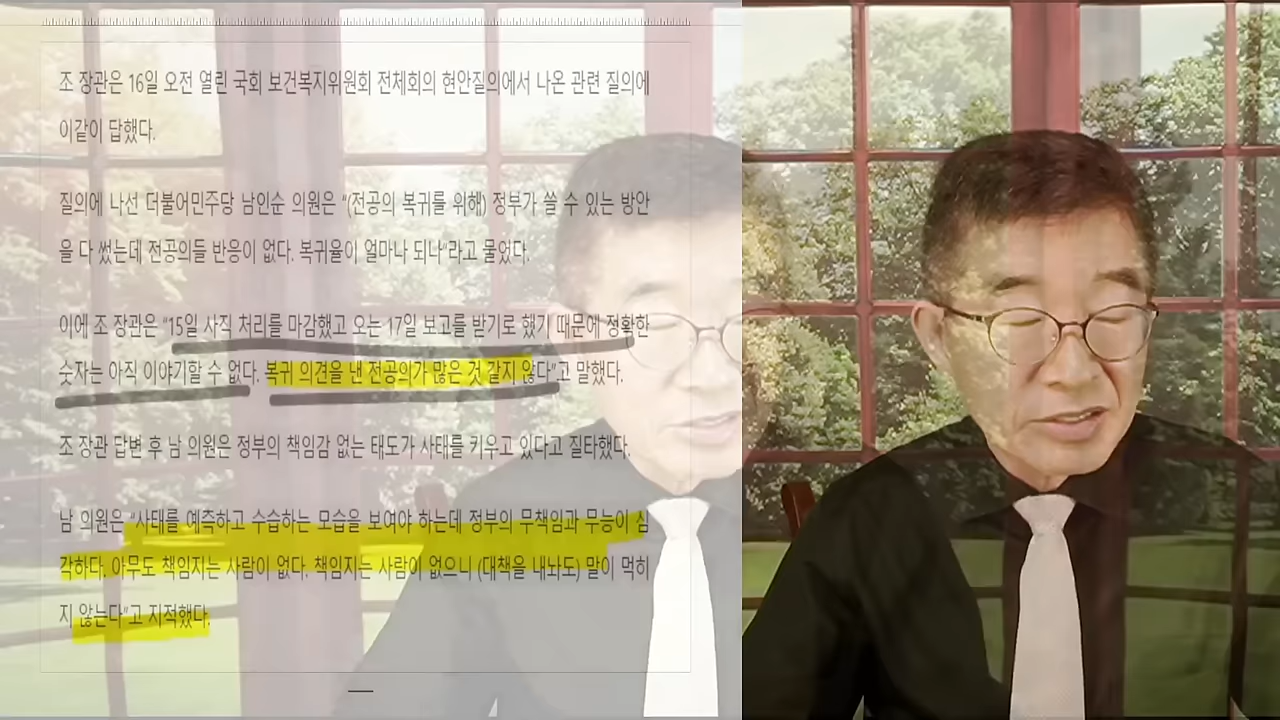 조 장관은 16일 오전 열린 국회 보건복지위원회 전체회의 현안질의에서 나온 관련 질의에
이같이 답했다.
질의에 나선 더불어민주당 남인순 의원은 “(전공의 복귀를 위해) 정부가 쓸 수 있는 방안
을 다 썼는데 전공의들 반응이 없다. 복귀율이 얼마나 되나”라고 물었다.
이에 조 장관은 “15일 사직 처리를 마감했고 오는 17일 보고를 받기로 했기 때문에 정확한
숫자는 아직 이야기할 수 없다. 복귀 의견을 낸 전공의가 많은 것 같지 않다”고 말했다.
조 장관 답변 후 남 의원은 정부의 책임감 없는 태도가 사태를 키우고 있다고 질타했다.
남 의원은 “사태를 예측하고 수습하는 모습을 보여야 하는데 정부의 무책임과 무능이 심
각하다. 아무도 책임지는 사람이 없다. 책임지는 사람이 없으니 (대책을 내놔도) 말이 먹히
지 않는다”고 지적했다.